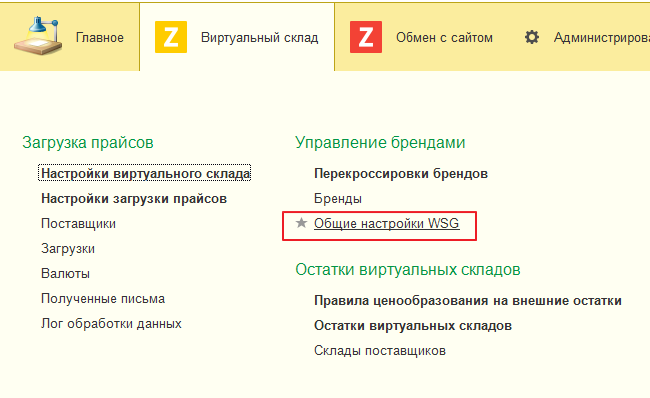 Главное
Z Виртуальный склад
Z Обмен с сайтом
Администрирова
Загрузка прайсов
Настройки виртуального склада
Настройки загрузки прайсов
Поставщики
Загрузки
Валюты
Полученные письма
Лог обработки данных
Управление брендами
Перекроссировки брендов
Бренды
Общие настройки WSG
Остатки виртуальных складов
Правила ценообразования на внешние остатки
Остатки виртуальных складов
Склады поставщиков